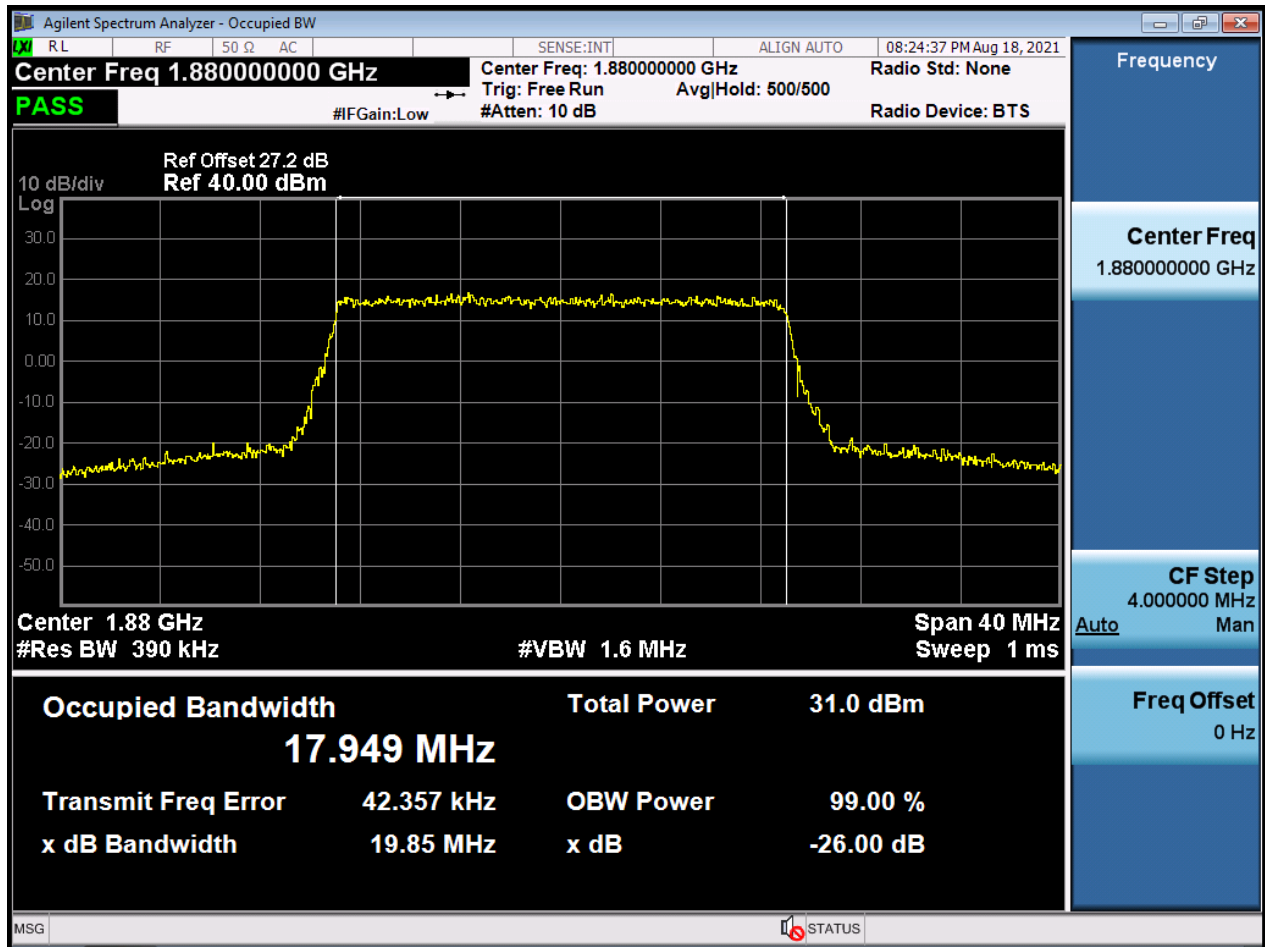 Agilent Spectrum Analyzer - Occupied BW
LXI RL RF 50 Ω AC SENSE:INT ALIGN AUTO 08:24:37 PM Aug 18, 2021
Center Freq 1.880000000 GHz
PASS
#IFGain:Low
Center Freq: 1.880000000 GHz
Trig: Free Run Avg|Hold: 500/500
#Atten: 10 dB
Radio Std: None
Radio Device: BTS
Ref Offset 27.2 dB
10 dB/div Ref 40.00 dBm
Log
30.0
20.0
10.0
0.00
-10.0
-20.0
-30.0
-40.0
-50.0
Center 1.88 GHz Span 40 MHz
#Res BW 390 kHz #VBW 1.6 MHz Sweep 1 ms
Occupied Bandwidth Total Power 31.0 dBm
17.949 MHz
Transmit Freq Error 42.357 kHz OBW Power 99.00 %
x dB Bandwidth 19.85 MHz x dB -26.00 dB
Frequency
Center Freq
1.880000000 GHz
CF Step
4.000000 MHz
Auto Man
Freq Offset
0 Hz
MSG STATUS